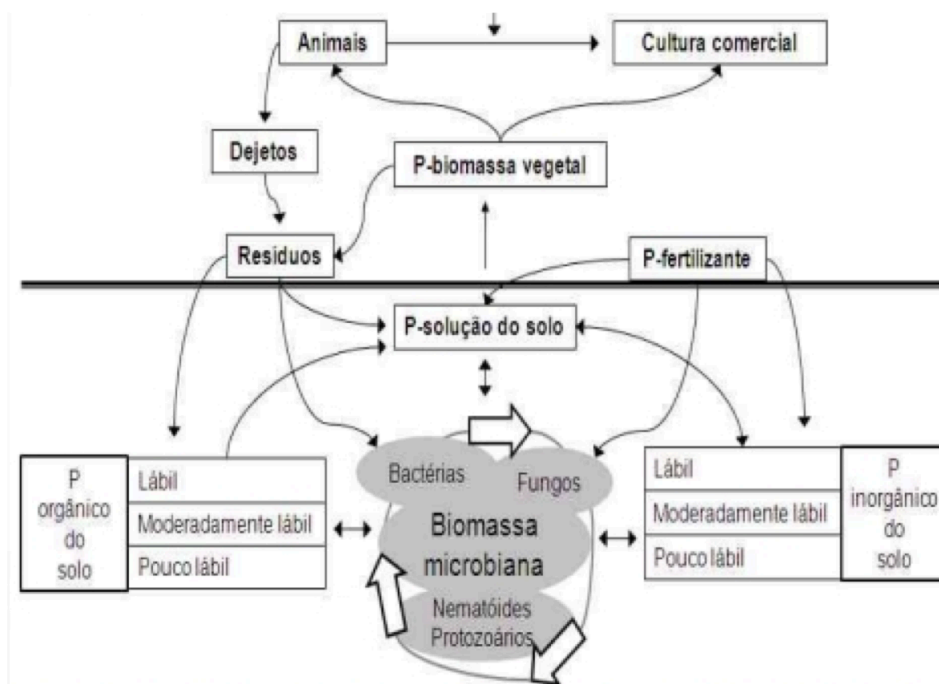 Animais
Cultura comercial
Dejetos
P-biomassa vegetal
Resíduos
P-fertilizante
P-solução do solo
P
orgânico
do
solo
Lábil
Moderadamente lábil
Pouco lábil
Bactérias
Fungos
Biomassa
microbiana
Nematóides
Protozoários
Lábil
Moderadamente lábil
Pouco lábil
P
inorgânico
do
solo